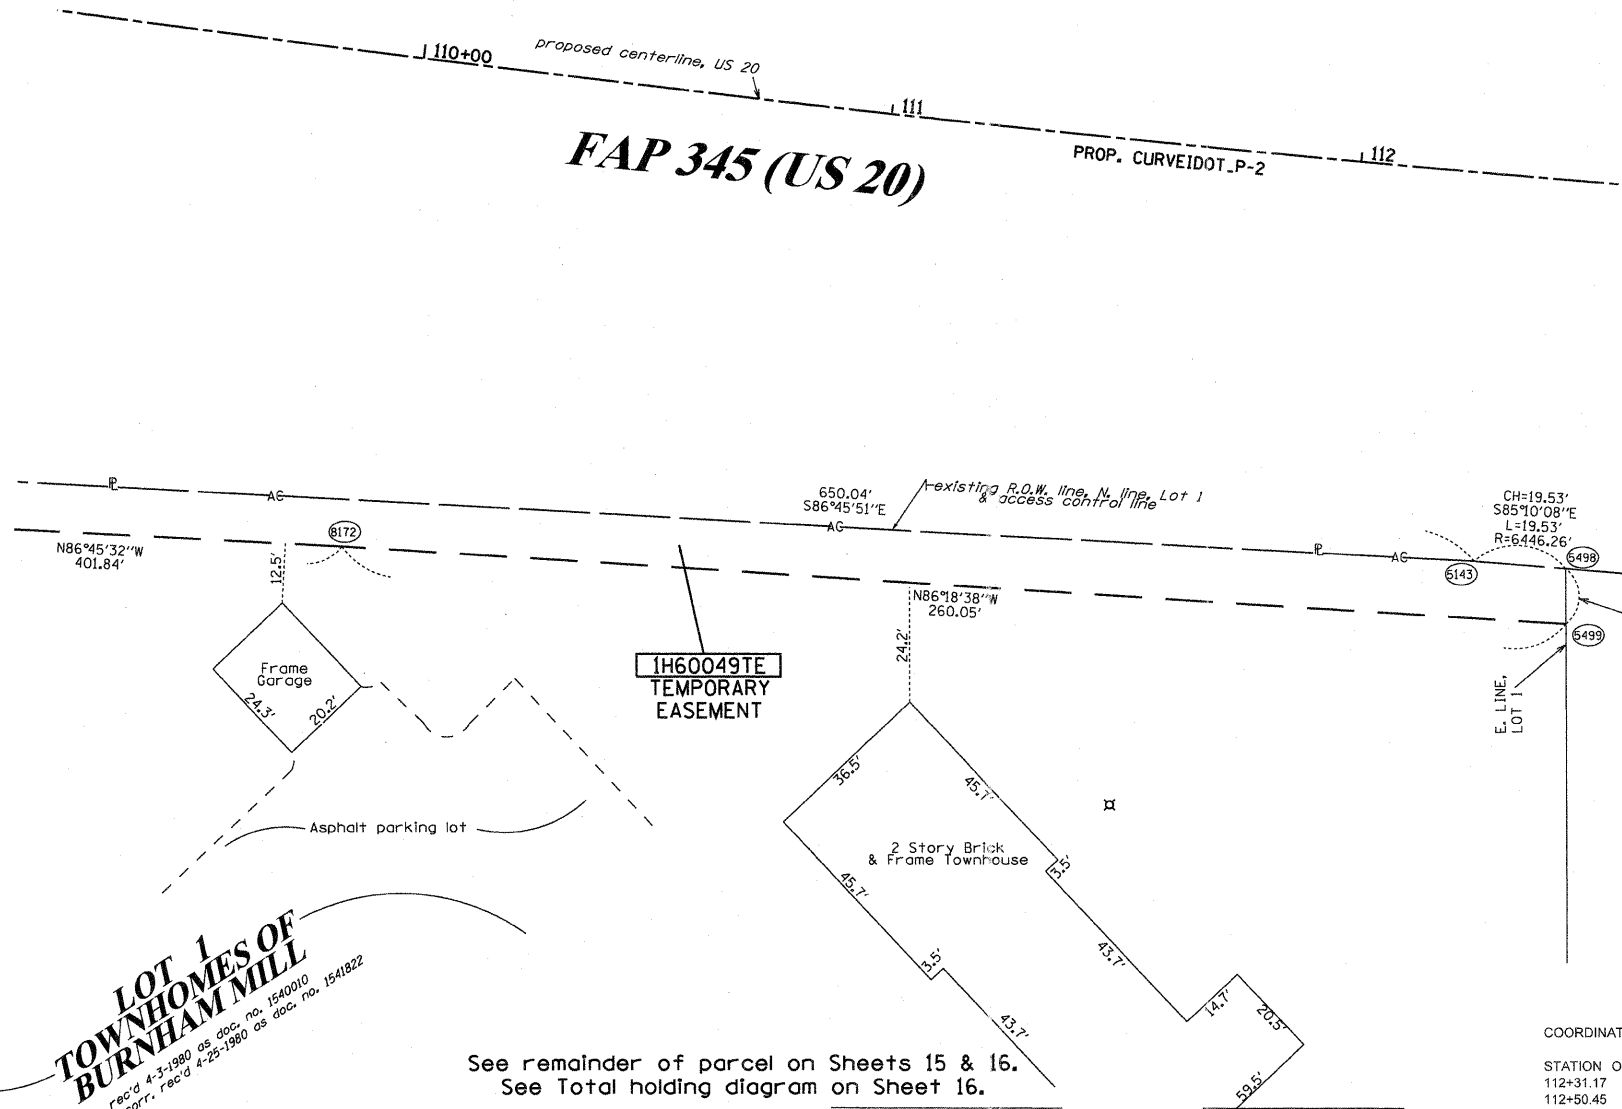 110+00
proposed centerline, US 20
111
FAP 345 (US 20)
PROP. CURVEIDOT_P-2
112
PL
AC
650.04'
S86°45'51"E
AC
existing R.O.W. line, N. line, Lot 1
& access control line
PL
AC
CH=19.53'
S85°10'08"E
L=19.53'
R=6446.26'
5498
5143
5499
N86°45'32"W
401.84'
8172
12.5'
N86°18'38"W
260.05'
24.2'
Frame
Garage
24.3'
20.2'
1H60049TE
TEMPORARY
EASEMENT
E. LINE,
LOT 1
36.5'
45.7'
Asphalt parking lot
2 Story Brick
& Frame Townhouse
3.5'
45.7'
43.7'
3.5'
43.7'
14.7'
20.5'
59.5'
LOT 1
TOWNHOMES OF
BURNHAM MILL
rec'd 4-3-1980 as doc. no. 1540010
corr. rec'd 4-25-1980 as doc. no. 1541822
See remainder of parcel on Sheets 15 & 16.
See Total holding diagram on Sheet 16.
COORDINAT
STATION O
112+31.17
112+50.45